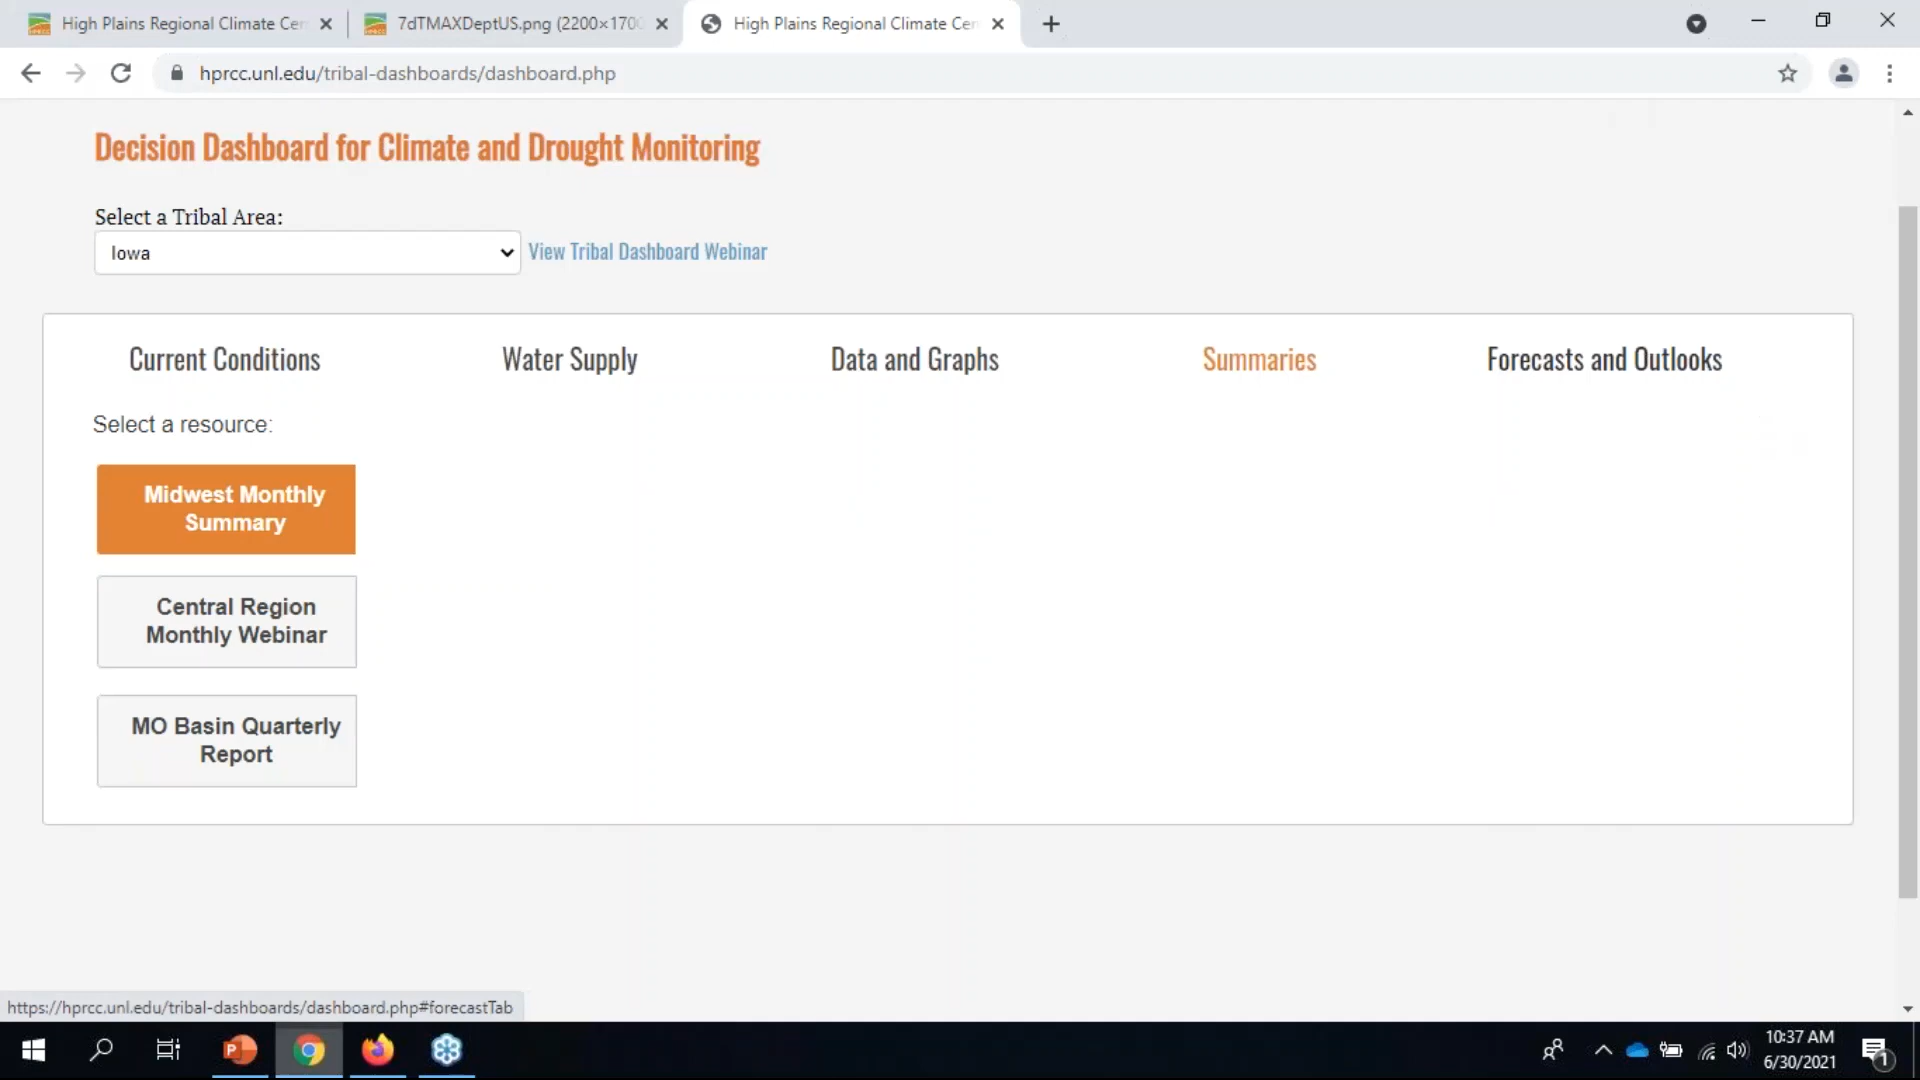 High Plains Regional Climate Cen
7dTMAXDeptUS.png (2200×170
High Plains Regional Climate Cen
hprcc.unl.edu/tribal-dashboards/dashboard.php
Decision Dashboard for Climate and Drought Monitoring
Select a Tribal Area:
Iowa
View Tribal Dashboard Webinar
Current Conditions
Water Supply
Data and Graphs
Summaries
Forecasts and Outlooks
Select a resource:
Midwest Monthly
Summary
Central Region
Monthly Webinar
MO Basin Quarterly
Report
https://hprcc.unl.edu/tribal-dashboards/dashboard.php#forecastTab
10:37 AM
6/30/2021
1